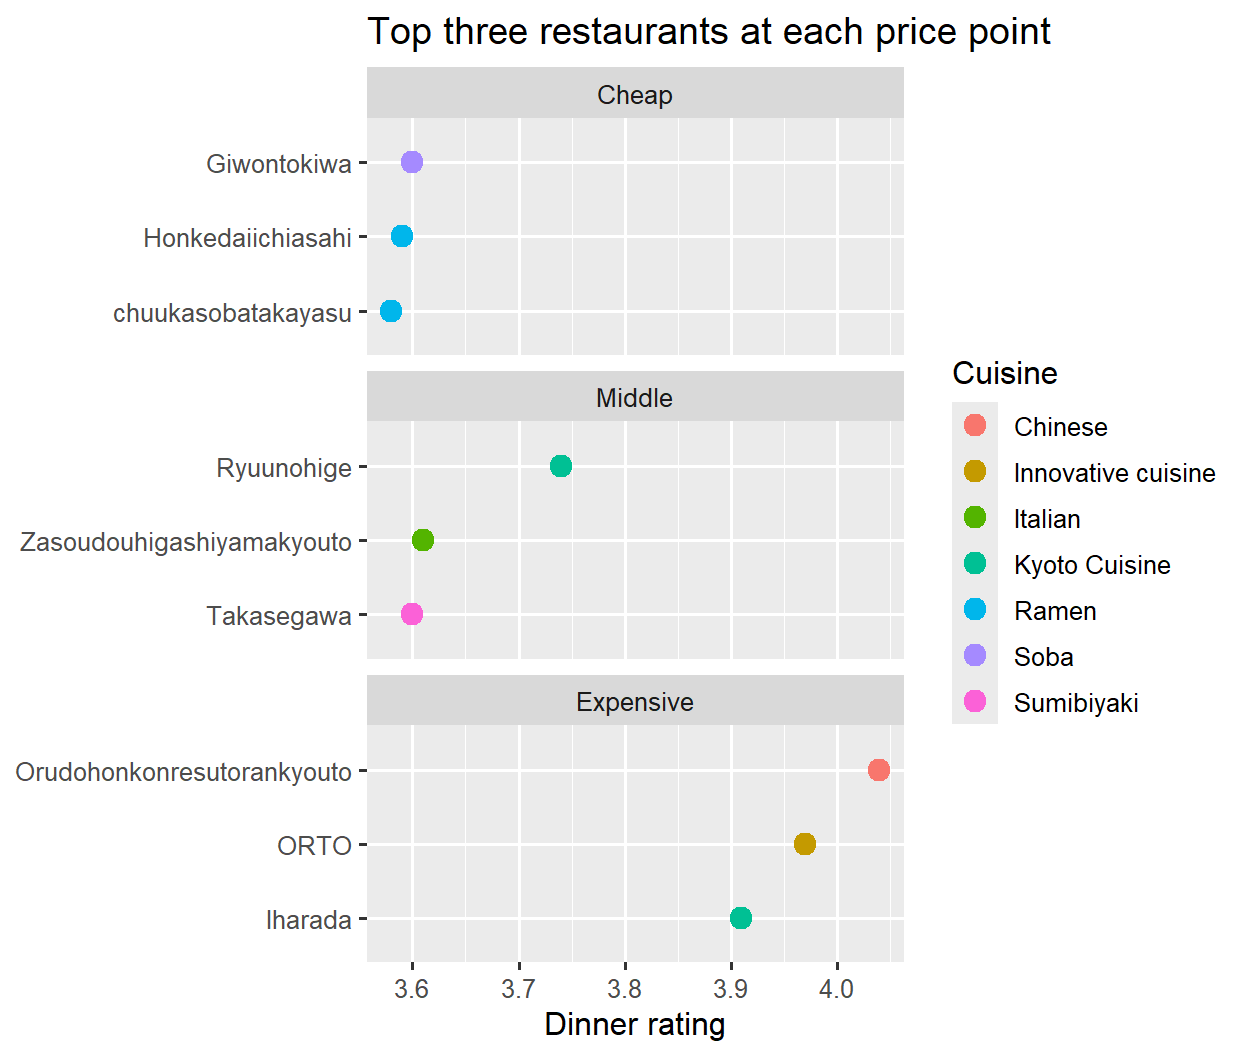 Top three restaurants at each price point
Cheap
Giwontokiwa
Honkedaiichiasahi
chuukasobatakayasu
Middle
Ryuunohige
Zasoudouhigashiyamakyouto
Takasegawa
Expensive
Orudohonkonresutorankyouto
ORTO
Iharada
3.6 3.7 3.8 3.9 4.0
Dinner rating
Cuisine
Chinese
Innovative cuisine
Italian
Kyoto Cuisine
Ramen
Soba
Sumibiyaki